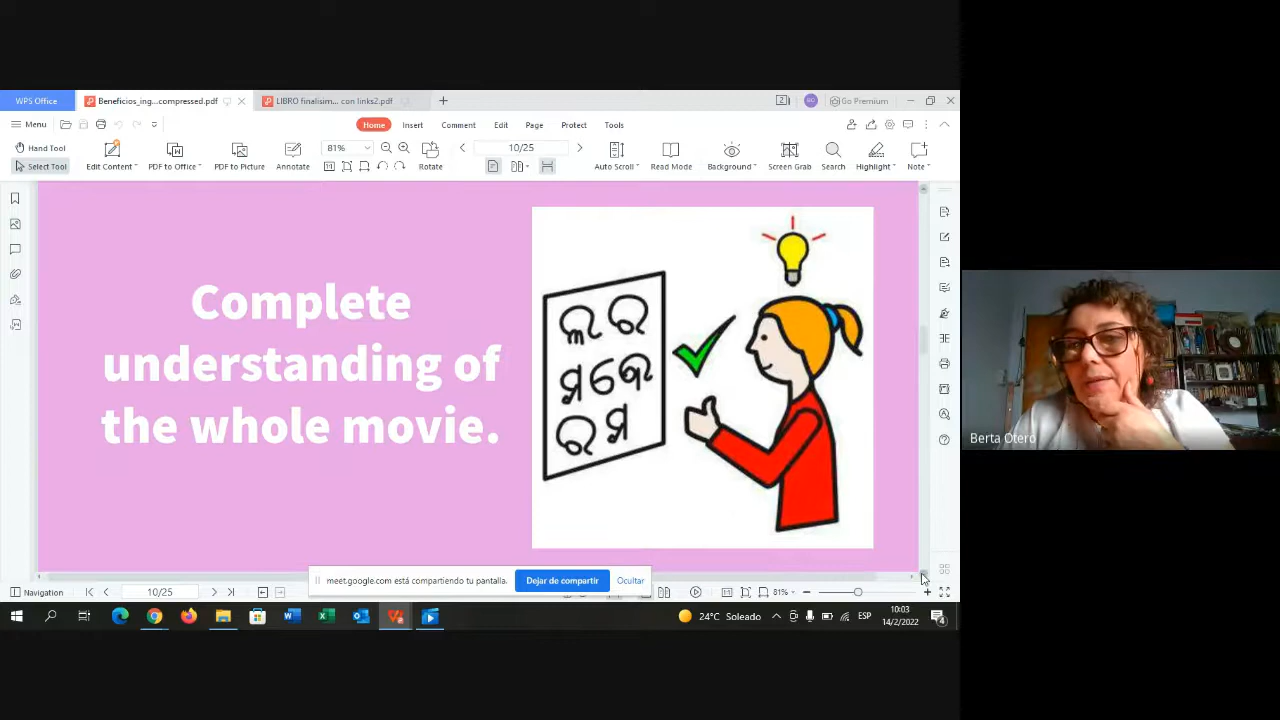 WPS Office
Beneficios_ing...compressed.pdf
LIBRO finalisim... con links2.pdf
2
Go Premium
Menu
Home
Insert
Comment
Edit
Page
Protect
Tools
Hand Tool
Select Tool
Edit Content
PDF to Office
PDF to Picture
Annotate
81%
Rotate
10/25
Auto Scroll
Read Mode
Background
Screen Grab
Search
Highlight
Note
Complete
understanding of
the whole movie.
ଲ ର
ମ ବେ
ର ମ
Berta Otero
meet.google.com está compartiendo tu pantalla.
Dejar de compartir
Ocultar
Navigation
10/25
81%
24°C Soleado
ESP
10:03
14/2/2022
4